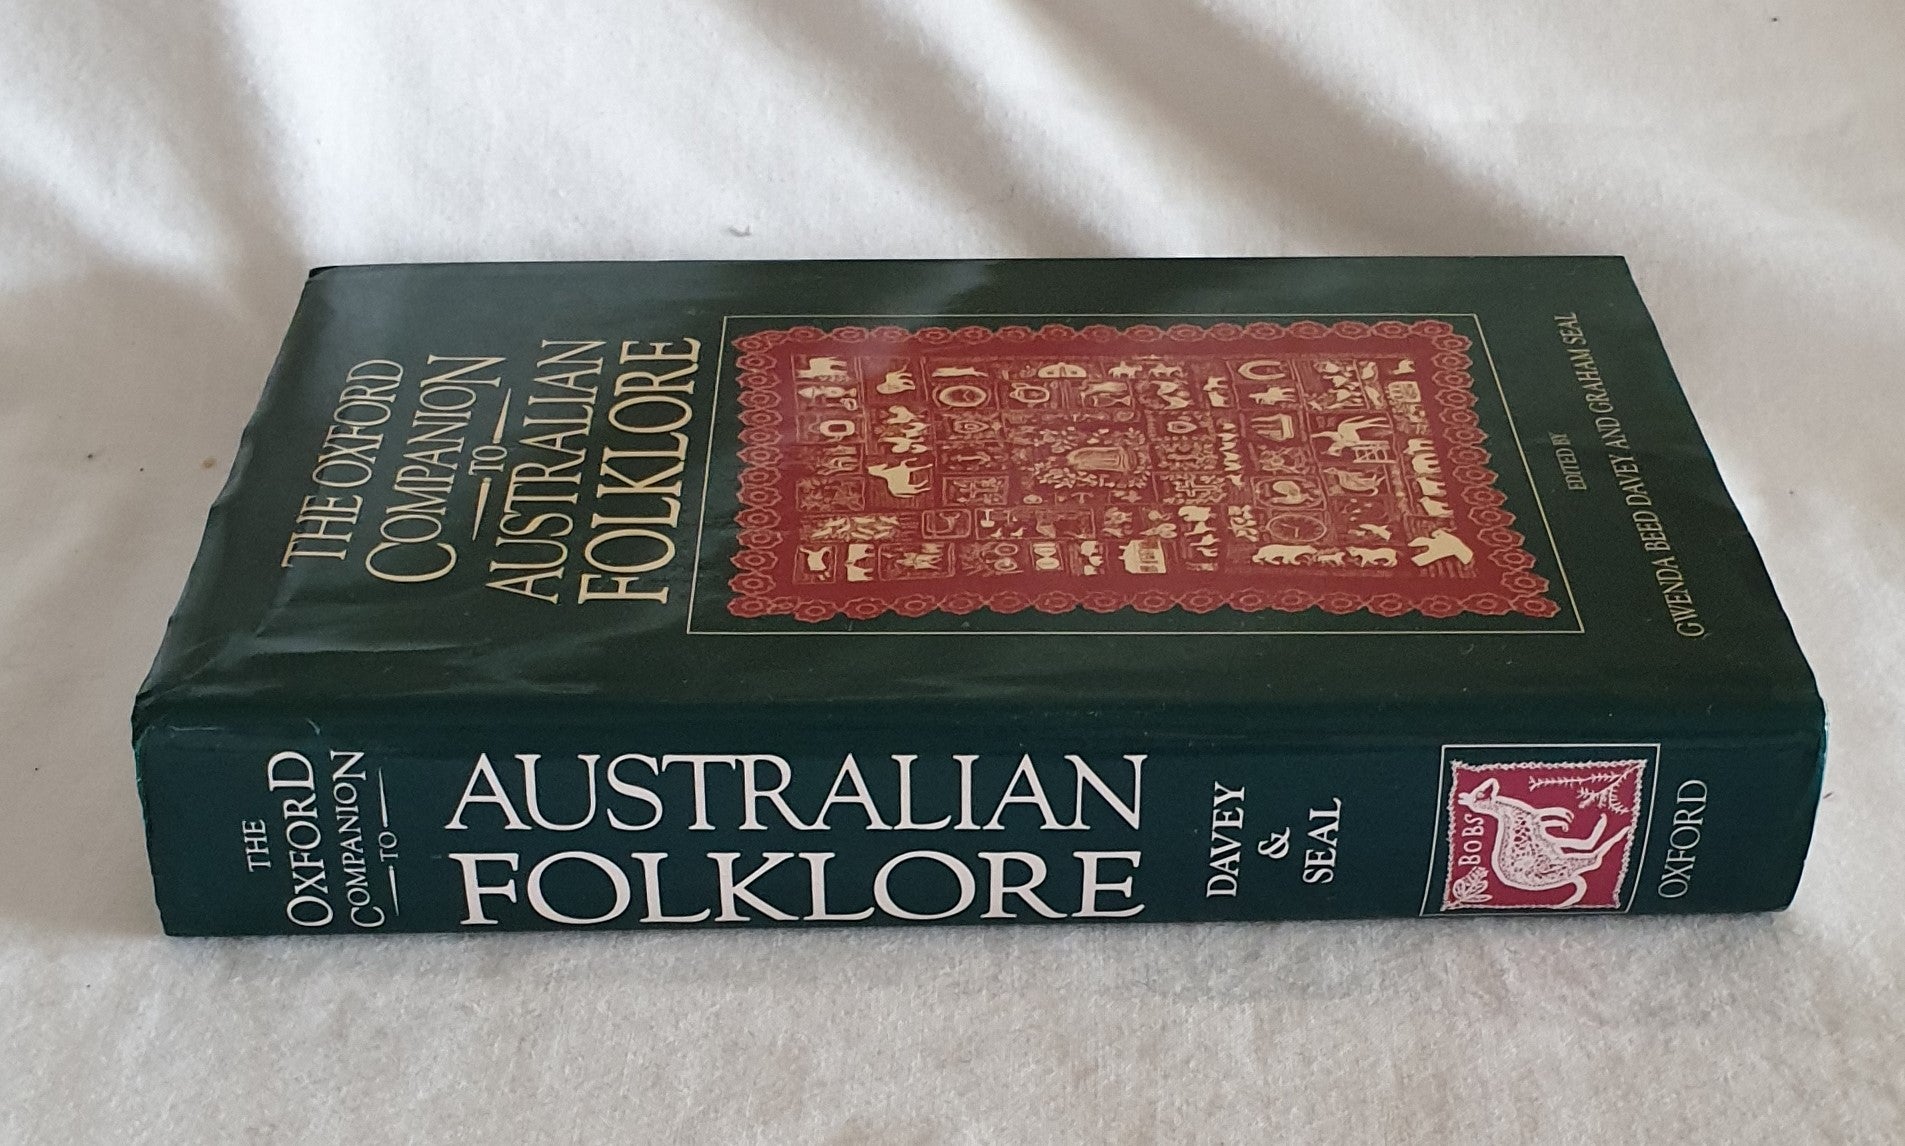 THE OXFORD
COMPANION
TO
AUSTRALIAN
FOLKLORE
EDITED BY
GWENDA BEED DAVEY AND GRAHAM SEAL
THE
OXFORD
COMPANION
TO
AUSTRALIAN
FOLKLORE
DAVEY
&
SEAL
BOBS
OXFORD